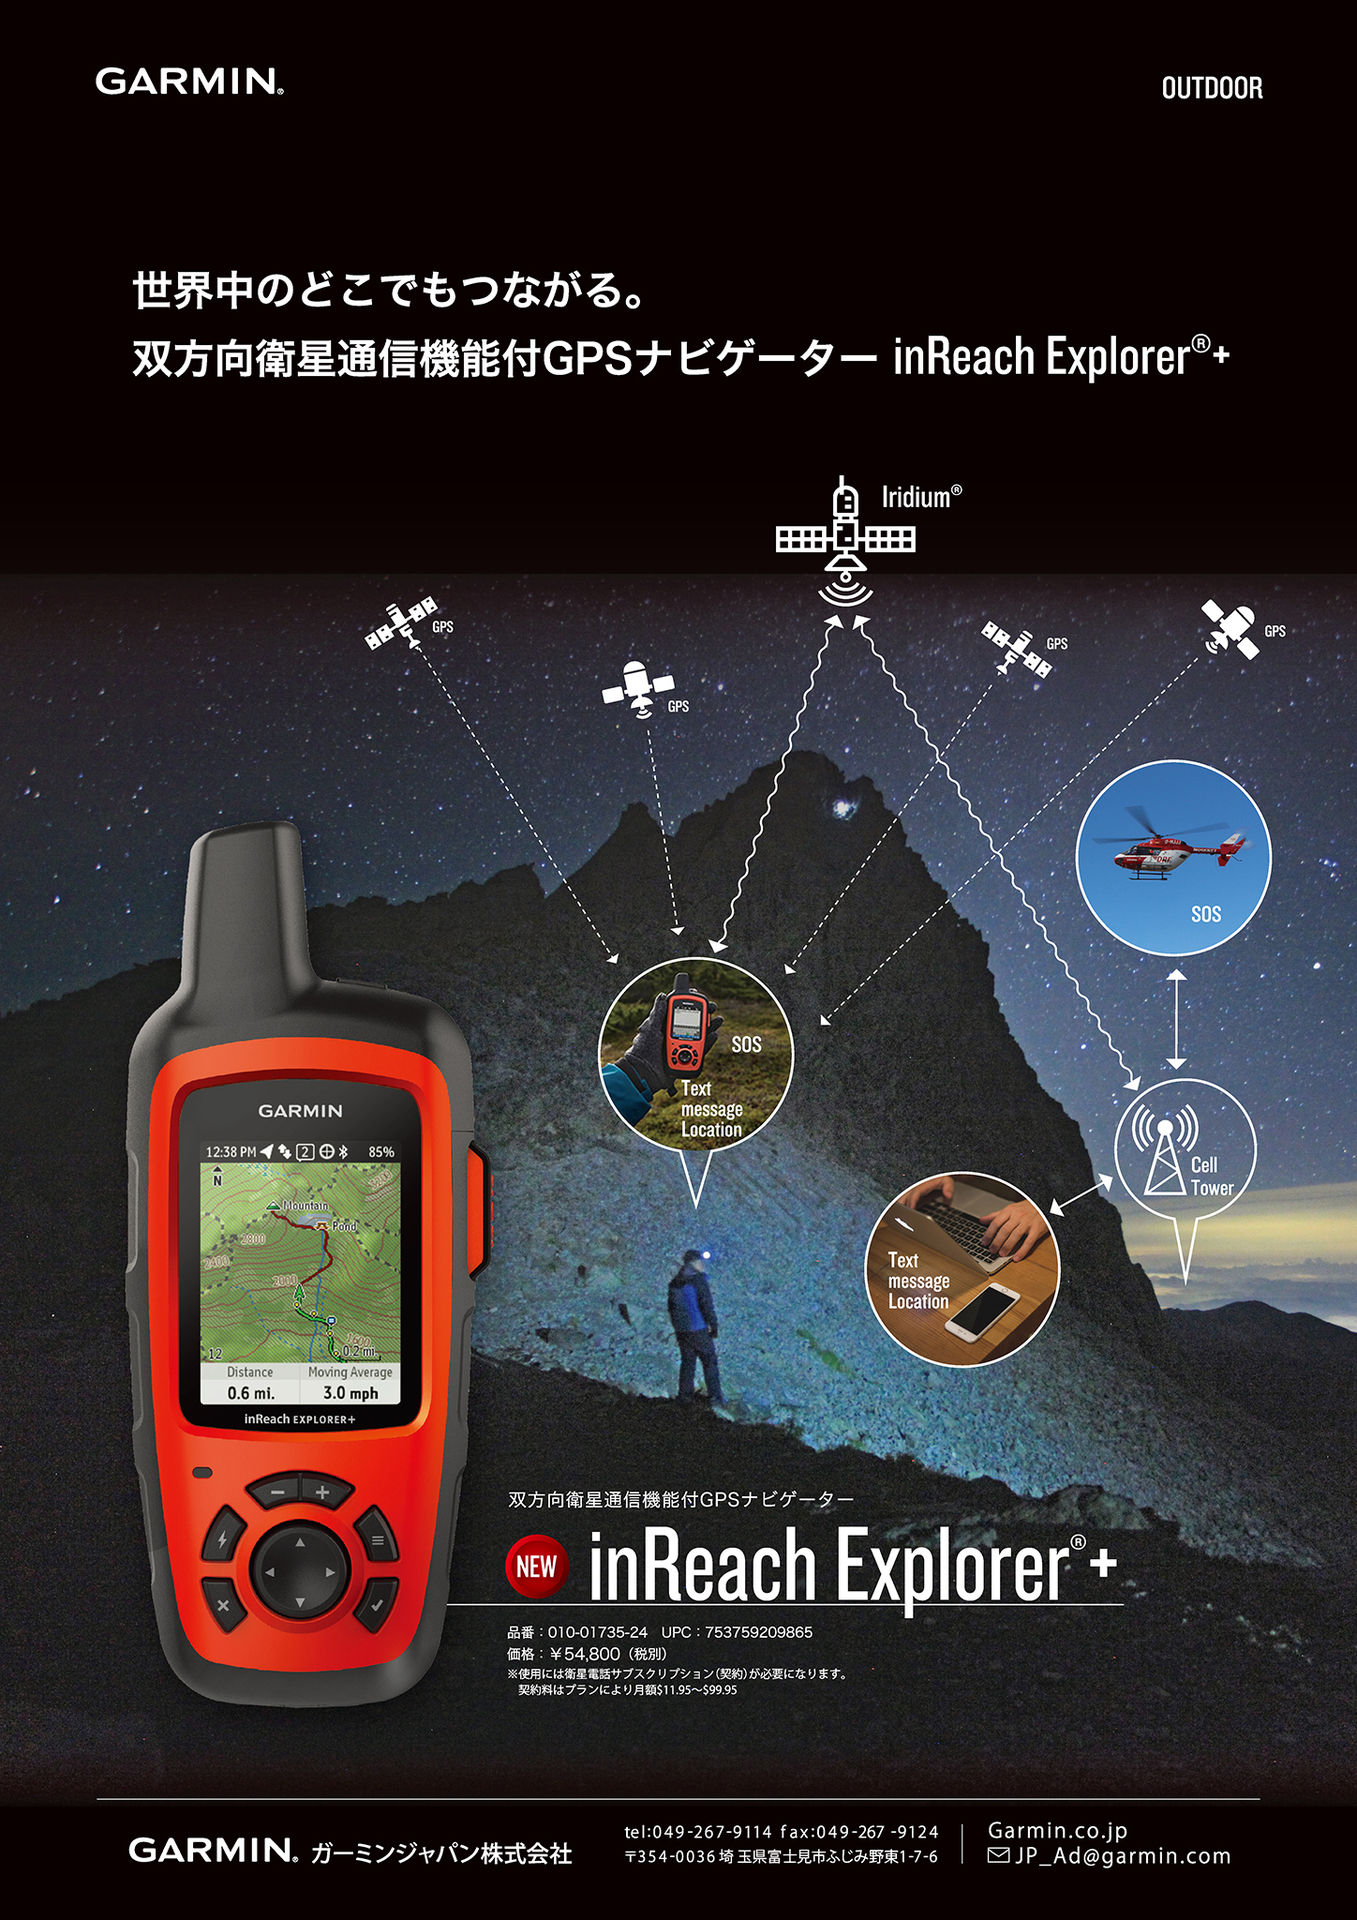 GARMIN®
OUTDOOR
世界中のどこでもつながる。
双方向衛星通信機能付GPSナビゲーター inReach Explorer®+
Iridium®
GPS
GPS
GPS
GPS
SOS
SOS
Text
message
Location
Cell
Tower
Text
message
Location
GARMIN
12:38 PM 2 85%
N
Mountain
Pond
3200
2800
2400
2000
1600
12
0.2 mi.
Distance Moving Average
0.6 mi. 3.0 mph
inReach EXPLORER+
双方向衛星通信機能付GPSナビゲーター
NEW inReach Explorer®+
品番：010-01735-24 UPC：753759209865
価格：￥54,800（税別）
※使用には衛星電話サブスクリプション（契約）が必要になります。
契約料はプランにより月額$11.95〜$99.95
GARMIN® ガーミンジャパン株式会社
tel:049-267-9114 fax:049-267-9124
〒354-0036 埼玉県富士見市ふじみ野東1-7-6
Garmin.co.jp
JP_Ad@garmin.com